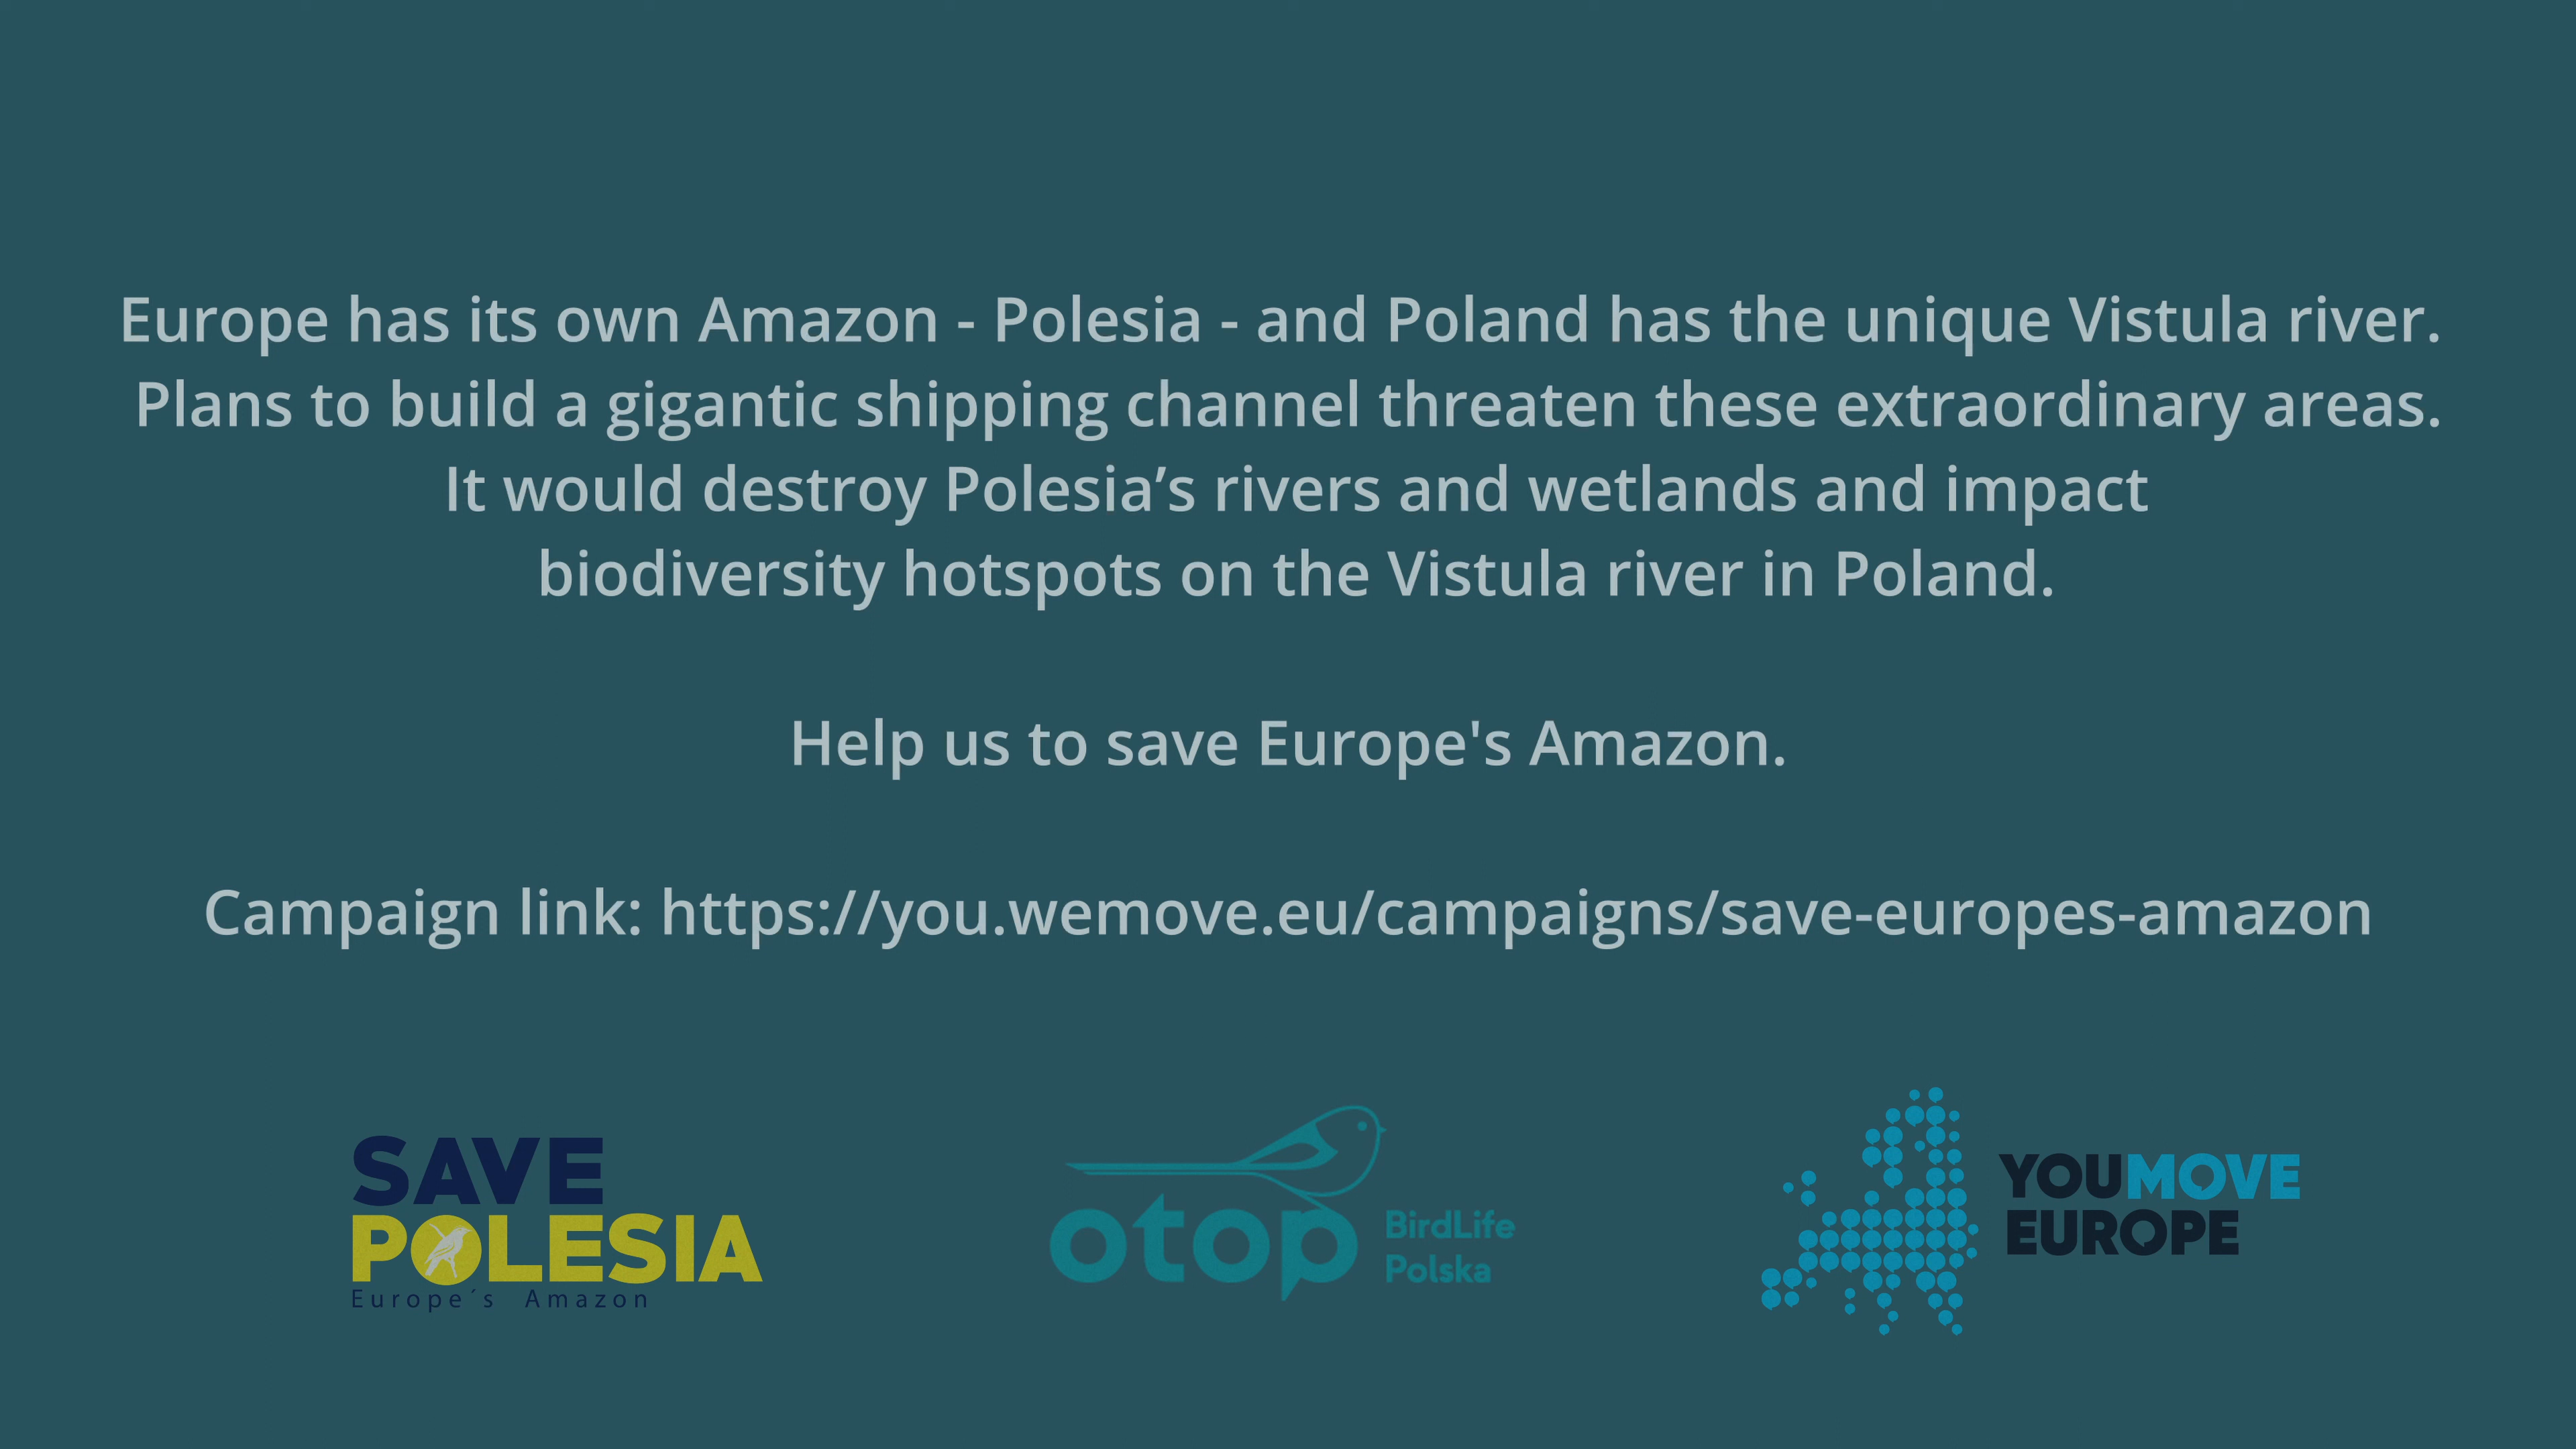 Europe has its own Amazon - Polesia - and Poland has the unique Vistula river.
Plans to build a gigantic shipping channel threaten these extraordinary areas.
It would destroy Polesia’s rivers and wetlands and impact
biodiversity hotspots on the Vistula river in Poland.
Help us to save Europe's Amazon.
Campaign link: https://you.wemove.eu/campaigns/save-europes-amazon
SAVE
POLESIA
Europe´s Amazon
otop
BirdLife
Polska
YOUMOVE
EUROPE